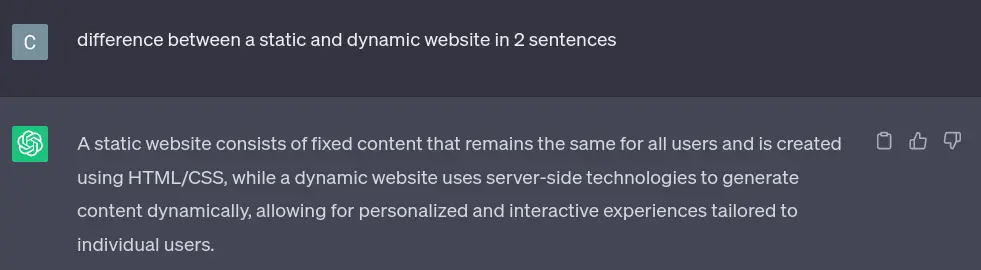 C
difference between a static and dynamic website in 2 sentences
A static website consists of fixed content that remains the same for all users and is created
using HTML/CSS, while a dynamic website uses server-side technologies to generate
content dynamically, allowing for personalized and interactive experiences tailored to
individual users.